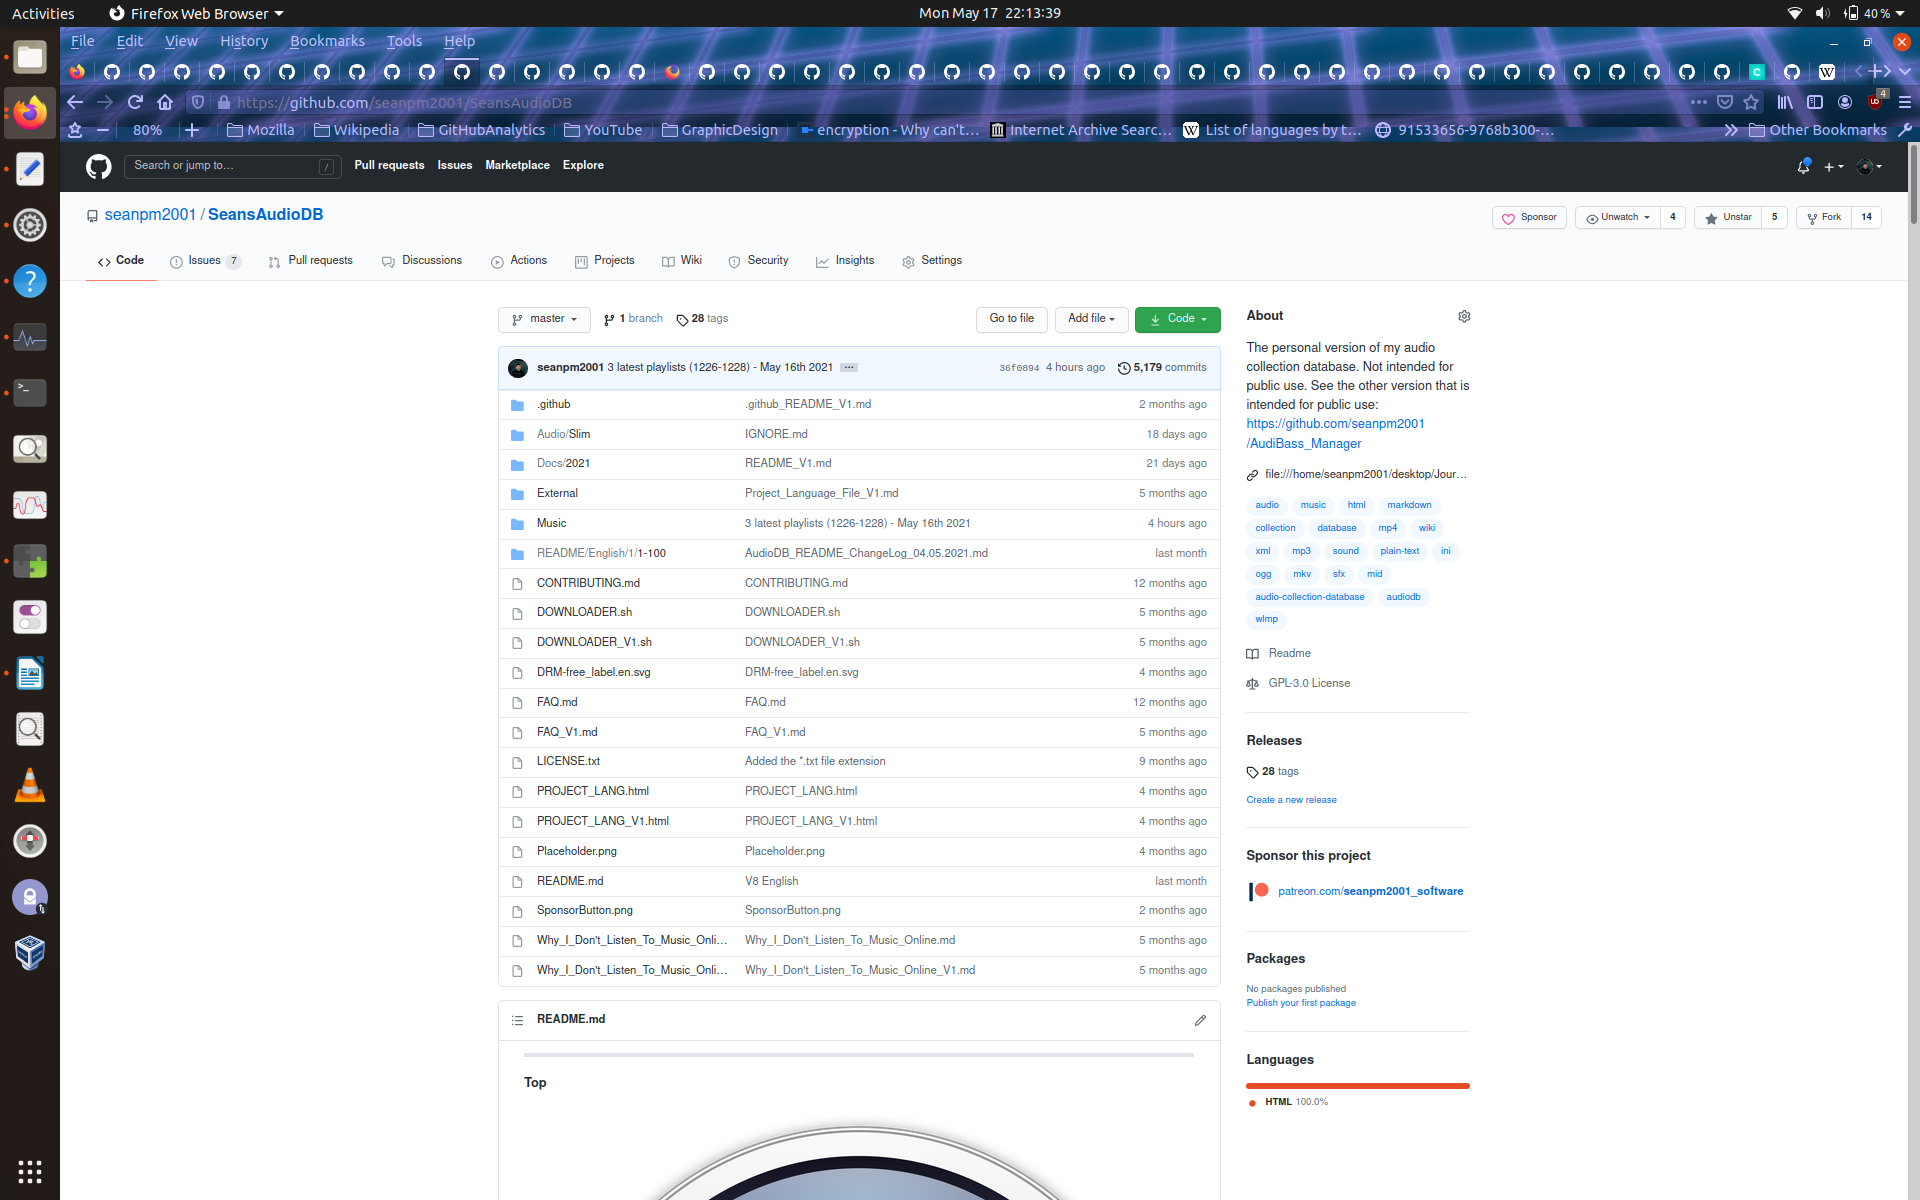 Activities Firefox Web Browser Mon May 17 22:13:39 40 %
File Edit View History Bookmarks Tools Help
https://github.com/seanpm2001/SeansAudioDB 4
80% Mozilla Wikipedia GitHubAnalytics YouTube GraphicDesign encryption - Why can't… Internet Archive Searc… List of languages by t… 91533656-9768b300-… Other Bookmarks
Search or jump to… / Pull requests Issues Marketplace Explore
seanpm2001 / SeansAudioDB Sponsor Unwatch 4 Unstar 5 Fork 14
Code Issues 7 Pull requests Discussions Actions Projects Wiki Security Insights Settings
master 1 branch 28 tags Go to file Add file Code
seanpm2001 3 latest playlists (1226-1228) - May 16th 2021 … 36f0894 4 hours ago 5,179 commits
.github .github_README_V1.md 2 months ago
Audio/Slim IGNORE.md 18 days ago
Docs/2021 README_V1.md 21 days ago
External Project_Language_File_V1.md 5 months ago
Music 3 latest playlists (1226-1228) - May 16th 2021 4 hours ago
README/English/1/1-100 AudioDB_README_ChangeLog_04.05.2021.md last month
CONTRIBUTING.md CONTRIBUTING.md 12 months ago
DOWNLOADER.sh DOWNLOADER.sh 5 months ago
DOWNLOADER_V1.sh DOWNLOADER_V1.sh 5 months ago
DRM-free_label.en.svg DRM-free_label.en.svg 4 months ago
FAQ.md FAQ.md 12 months ago
FAQ_V1.md FAQ_V1.md 5 months ago
LICENSE.txt Added the *.txt file extension 9 months ago
PROJECT_LANG.html PROJECT_LANG.html 4 months ago
PROJECT_LANG_V1.html PROJECT_LANG_V1.html 4 months ago
Placeholder.png Placeholder.png 4 months ago
README.md V8 English last month
SponsorButton.png SponsorButton.png 2 months ago
Why_I_Don't_Listen_To_Music_Onli… Why_I_Don't_Listen_To_Music_Online.md 5 months ago
Why_I_Don't_Listen_To_Music_Onli… Why_I_Don't_Listen_To_Music_Online_V1.md 5 months ago
README.md
Top
About
The personal version of my audio
collection database. Not intended for
public use. See the other version that is
intended for public use:
https://github.com/seanpm2001
/AudiBass_Manager
file:///home/seanpm2001/desktop/Jour…
audio music html markdown
collection database mp4 wiki
xml mp3 sound plain-text ini
ogg mkv sfx mid
audio-collection-database audiodb
wlmp
Readme
GPL-3.0 License
Releases
28 tags
Create a new release
Sponsor this project
patreon.com/seanpm2001_software
Packages
No packages published
Publish your first package
Languages
HTML 100.0%